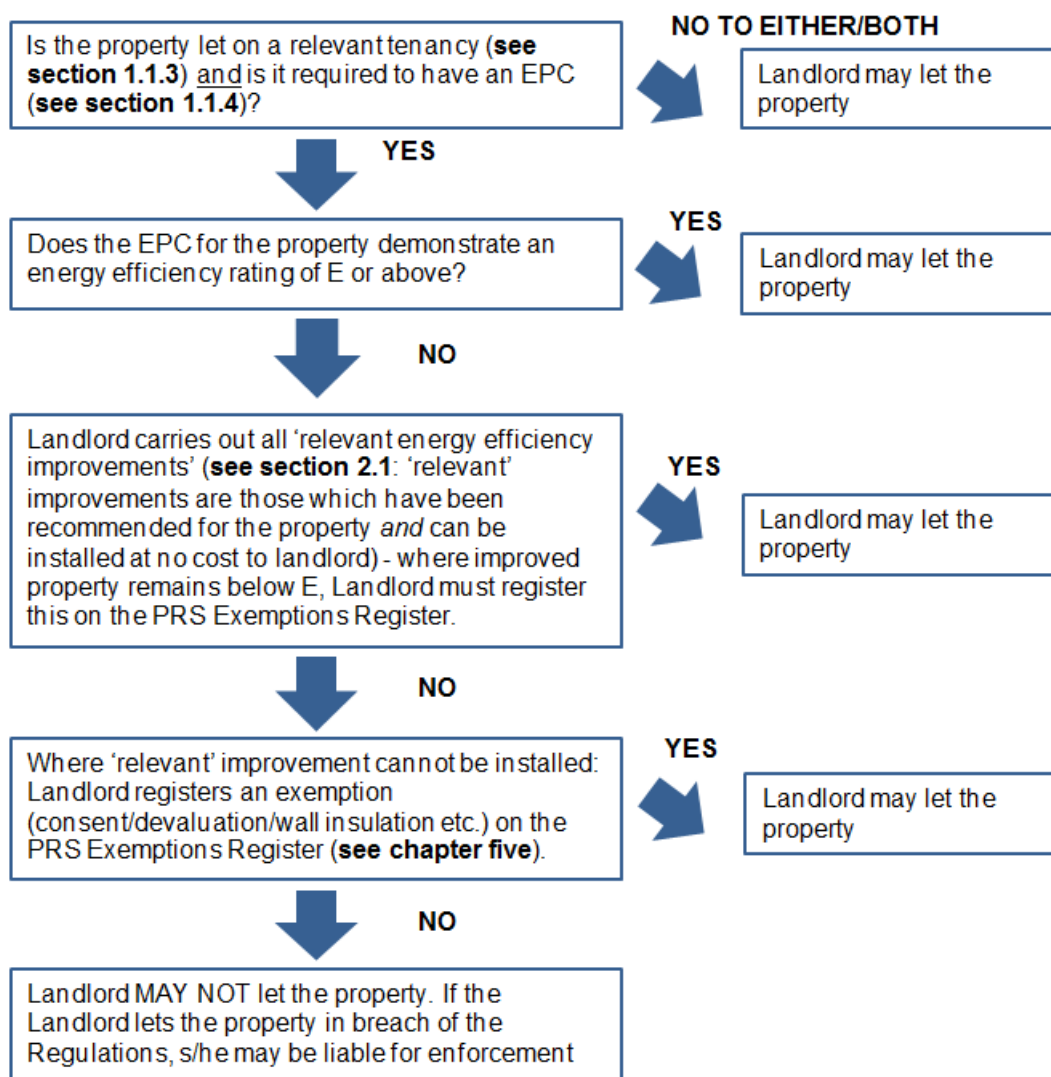 NO TO EITHER/BOTH
Is the property let on a relevant tenancy (see
section 1.1.3) and is it required to have an EPC
(see section 1.1.4)?
Landlord may let the
property
YES
YES
Does the EPC for the property demonstrate an
energy efficiency rating of E or above?
Landlord may let the
property
NO
Landlord carries out all ‘relevant energy efficiency
improvements’ (see section 2.1: ‘relevant’
improvements are those which have been
recommended for the property and can be
installed at no cost to landlord) - where improved
property remains below E, Landlord must register
this on the PRS Exemptions Register.
YES
Landlord may let the
property
NO
Where ‘relevant’ improvement cannot be installed:
Landlord registers an exemption
(consent/devaluation/wall insulation etc.) on the
PRS Exemptions Register (see chapter five).
YES
Landlord may let the
property
NO
Landlord MAY NOT let the property. If the
Landlord lets the property in breach of the
Regulations, s/he may be liable for enforcement